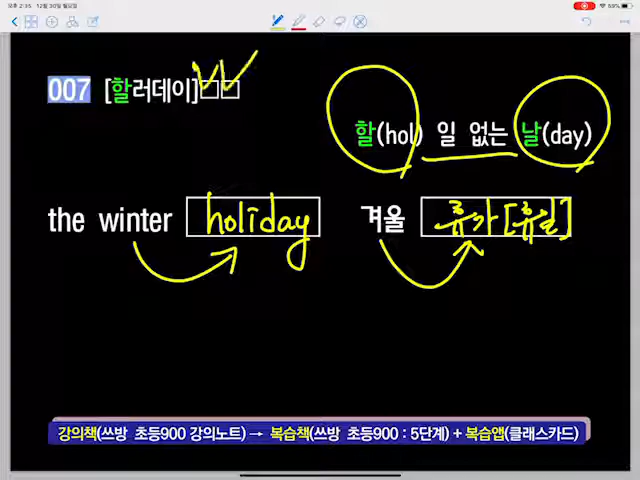 오후 2:35 12월 30일 월요일 59%
007 [할러데이]□□
할(hol) 일 없는 날(day)
the winter holiday 겨울 휴가[휴일]
강의책(쓰방 초등900 강의노트) → 복습책(쓰방 초등900 : 5단계) + 복습앱(클래스카드)